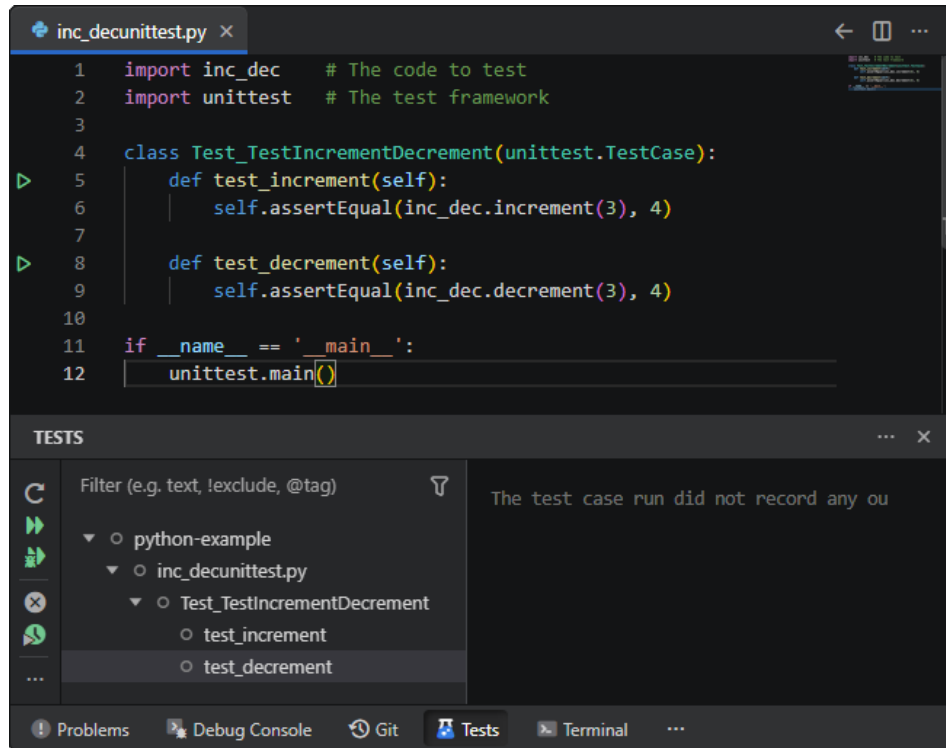 inc_decunittest.py
1 import inc_dec    # The code to test
2 import unittest   # The test framework
3
4 class Test_TestIncrementDecrement(unittest.TestCase):
5     def test_increment(self):
6         self.assertEqual(inc_dec.increment(3), 4)
7
8     def test_decrement(self):
9         self.assertEqual(inc_dec.decrement(3), 4)
10
11 if __name__ == '__main__':
12     unittest.main()
TESTS
Filter (e.g. text, !exclude, @tag)
The test case run did not record any ou
python-example
inc_decunittest.py
Test_TestIncrementDecrement
test_increment
test_decrement
Problems Debug Console Git Tests Terminal